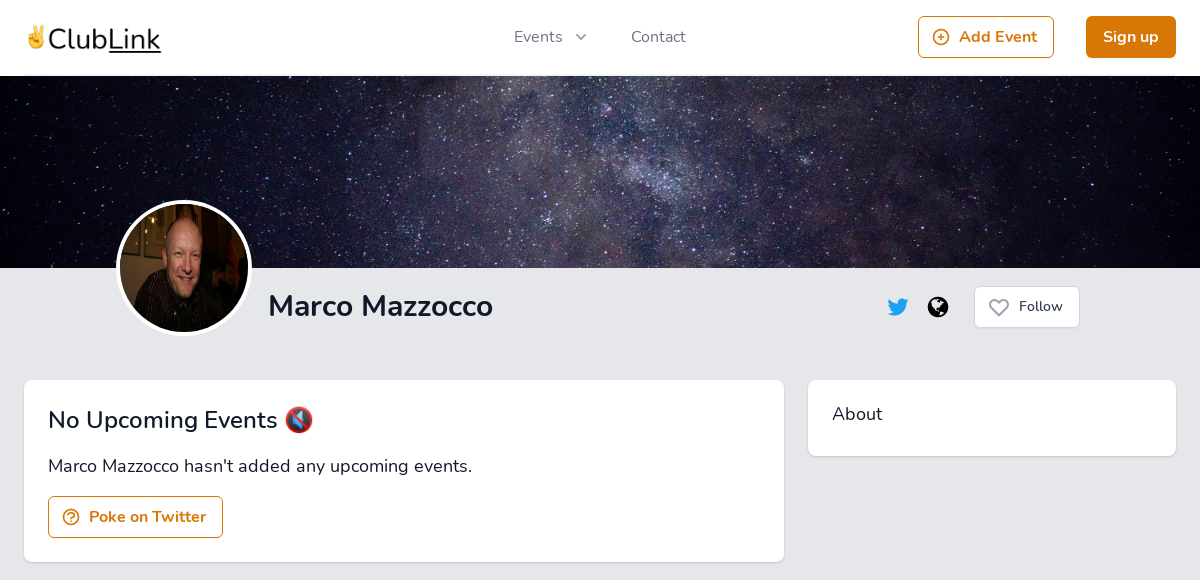 ✌️ClubLink
Events
Contact
Add Event
Sign up
Marco Mazzocco
Follow
No Upcoming Events 🔇
Marco Mazzocco hasn't added any upcoming events.
Poke on Twitter
About